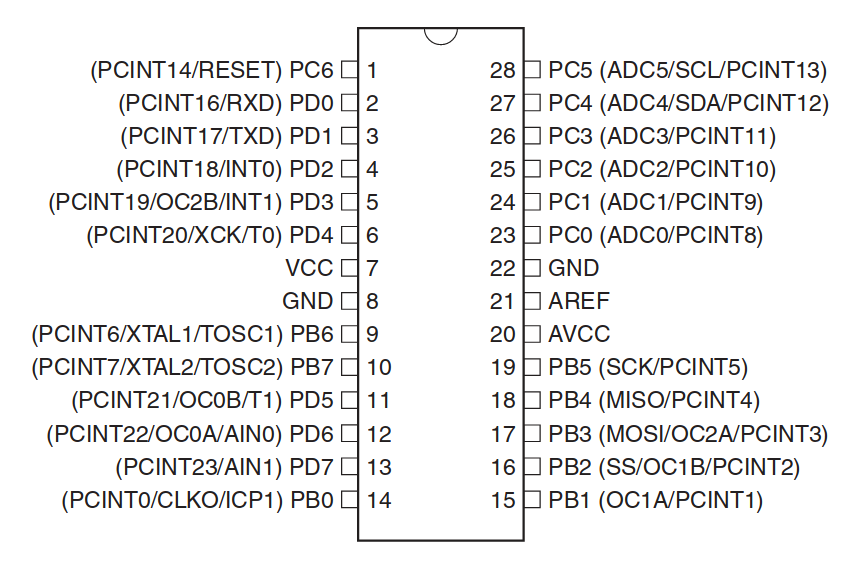 (PCINT14/RESET) PC6 1 28 PC5 (ADC5/SCL/PCINT13)
(PCINT16/RXD) PD0 2 27 PC4 (ADC4/SDA/PCINT12)
(PCINT17/TXD) PD1 3 26 PC3 (ADC3/PCINT11)
(PCINT18/INT0) PD2 4 25 PC2 (ADC2/PCINT10)
(PCINT19/OC2B/INT1) PD3 5 24 PC1 (ADC1/PCINT9)
(PCINT20/XCK/T0) PD4 6 23 PC0 (ADC0/PCINT8)
VCC 7 22 GND
GND 8 21 AREF
(PCINT6/XTAL1/TOSC1) PB6 9 20 AVCC
(PCINT7/XTAL2/TOSC2) PB7 10 19 PB5 (SCK/PCINT5)
(PCINT21/OC0B/T1) PD5 11 18 PB4 (MISO/PCINT4)
(PCINT22/OC0A/AIN0) PD6 12 17 PB3 (MOSI/OC2A/PCINT3)
(PCINT23/AIN1) PD7 13 16 PB2 (SS/OC1B/PCINT2)
(PCINT0/CLKO/ICP1) PB0 14 15 PB1 (OC1A/PCINT1)